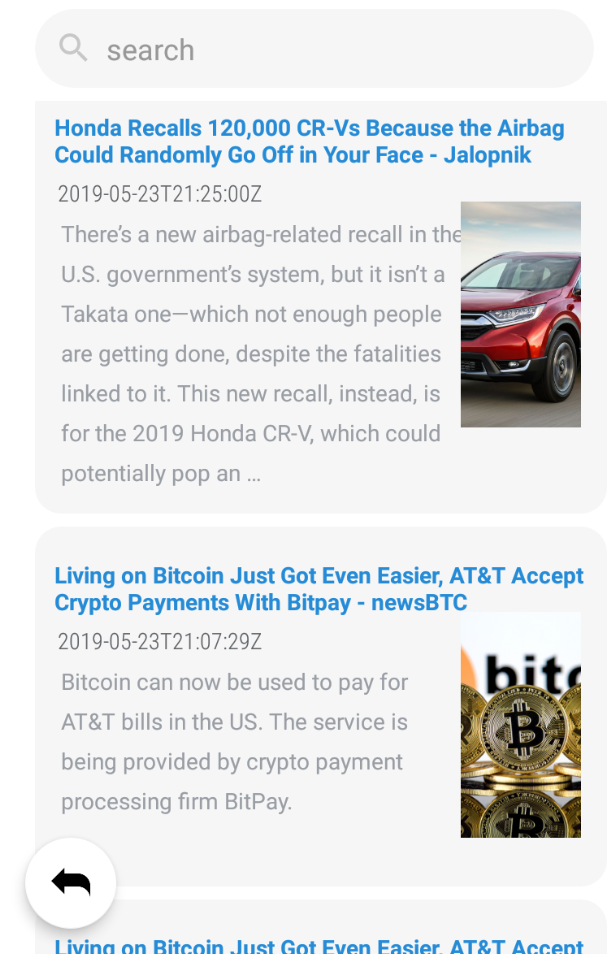 search
Honda Recalls 120,000 CR-Vs Because the Airbag
Could Randomly Go Off in Your Face - Jalopnik
2019-05-23T21:25:00Z
There’s a new airbag-related recall in the
U.S. government’s system, but it isn’t a
Takata one—which not enough people
are getting done, despite the fatalities
linked to it. This new recall, instead, is
for the 2019 Honda CR-V, which could
potentially pop an …
Living on Bitcoin Just Got Even Easier, AT&T Accept
Crypto Payments With Bitpay - newsBTC
2019-05-23T21:07:29Z
bitc
Bitcoin can now be used to pay for
AT&T bills in the US. The service is
being provided by crypto payment
processing firm BitPay.
Living on Bitcoin Just Got Even Easier, AT&T Accept